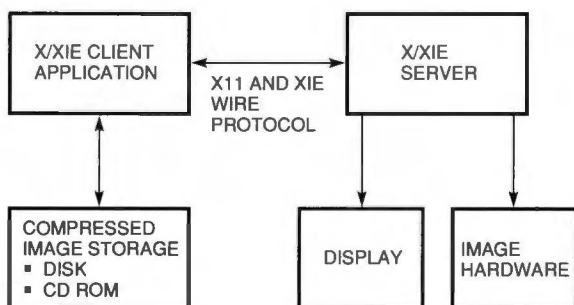 X/XIE CLIENT
APPLICATION
X11 AND XIE
WIRE
PROTOCOL
X/XIE
SERVER
COMPRESSED
IMAGE STORAGE
▪ DISK
▪ CD ROM
DISPLAY
IMAGE
HARDWARE